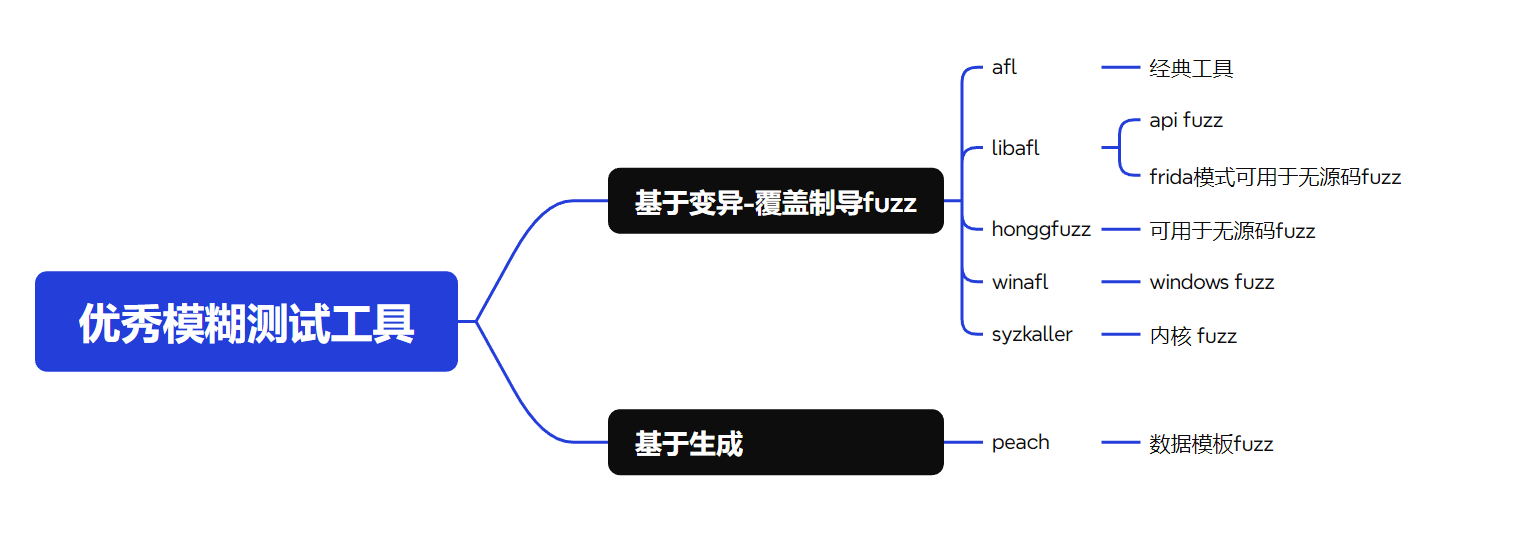 优秀模糊测试工具
基于变异-覆盖制导fuzz
afl
经典工具
libafl
api fuzz
frida模式可用于无源码fuzz
honggfuzz
可用于无源码fuzz
winafl
windows fuzz
syzkaller
内核 fuzz
基于生成
peach
数据模板fuzz